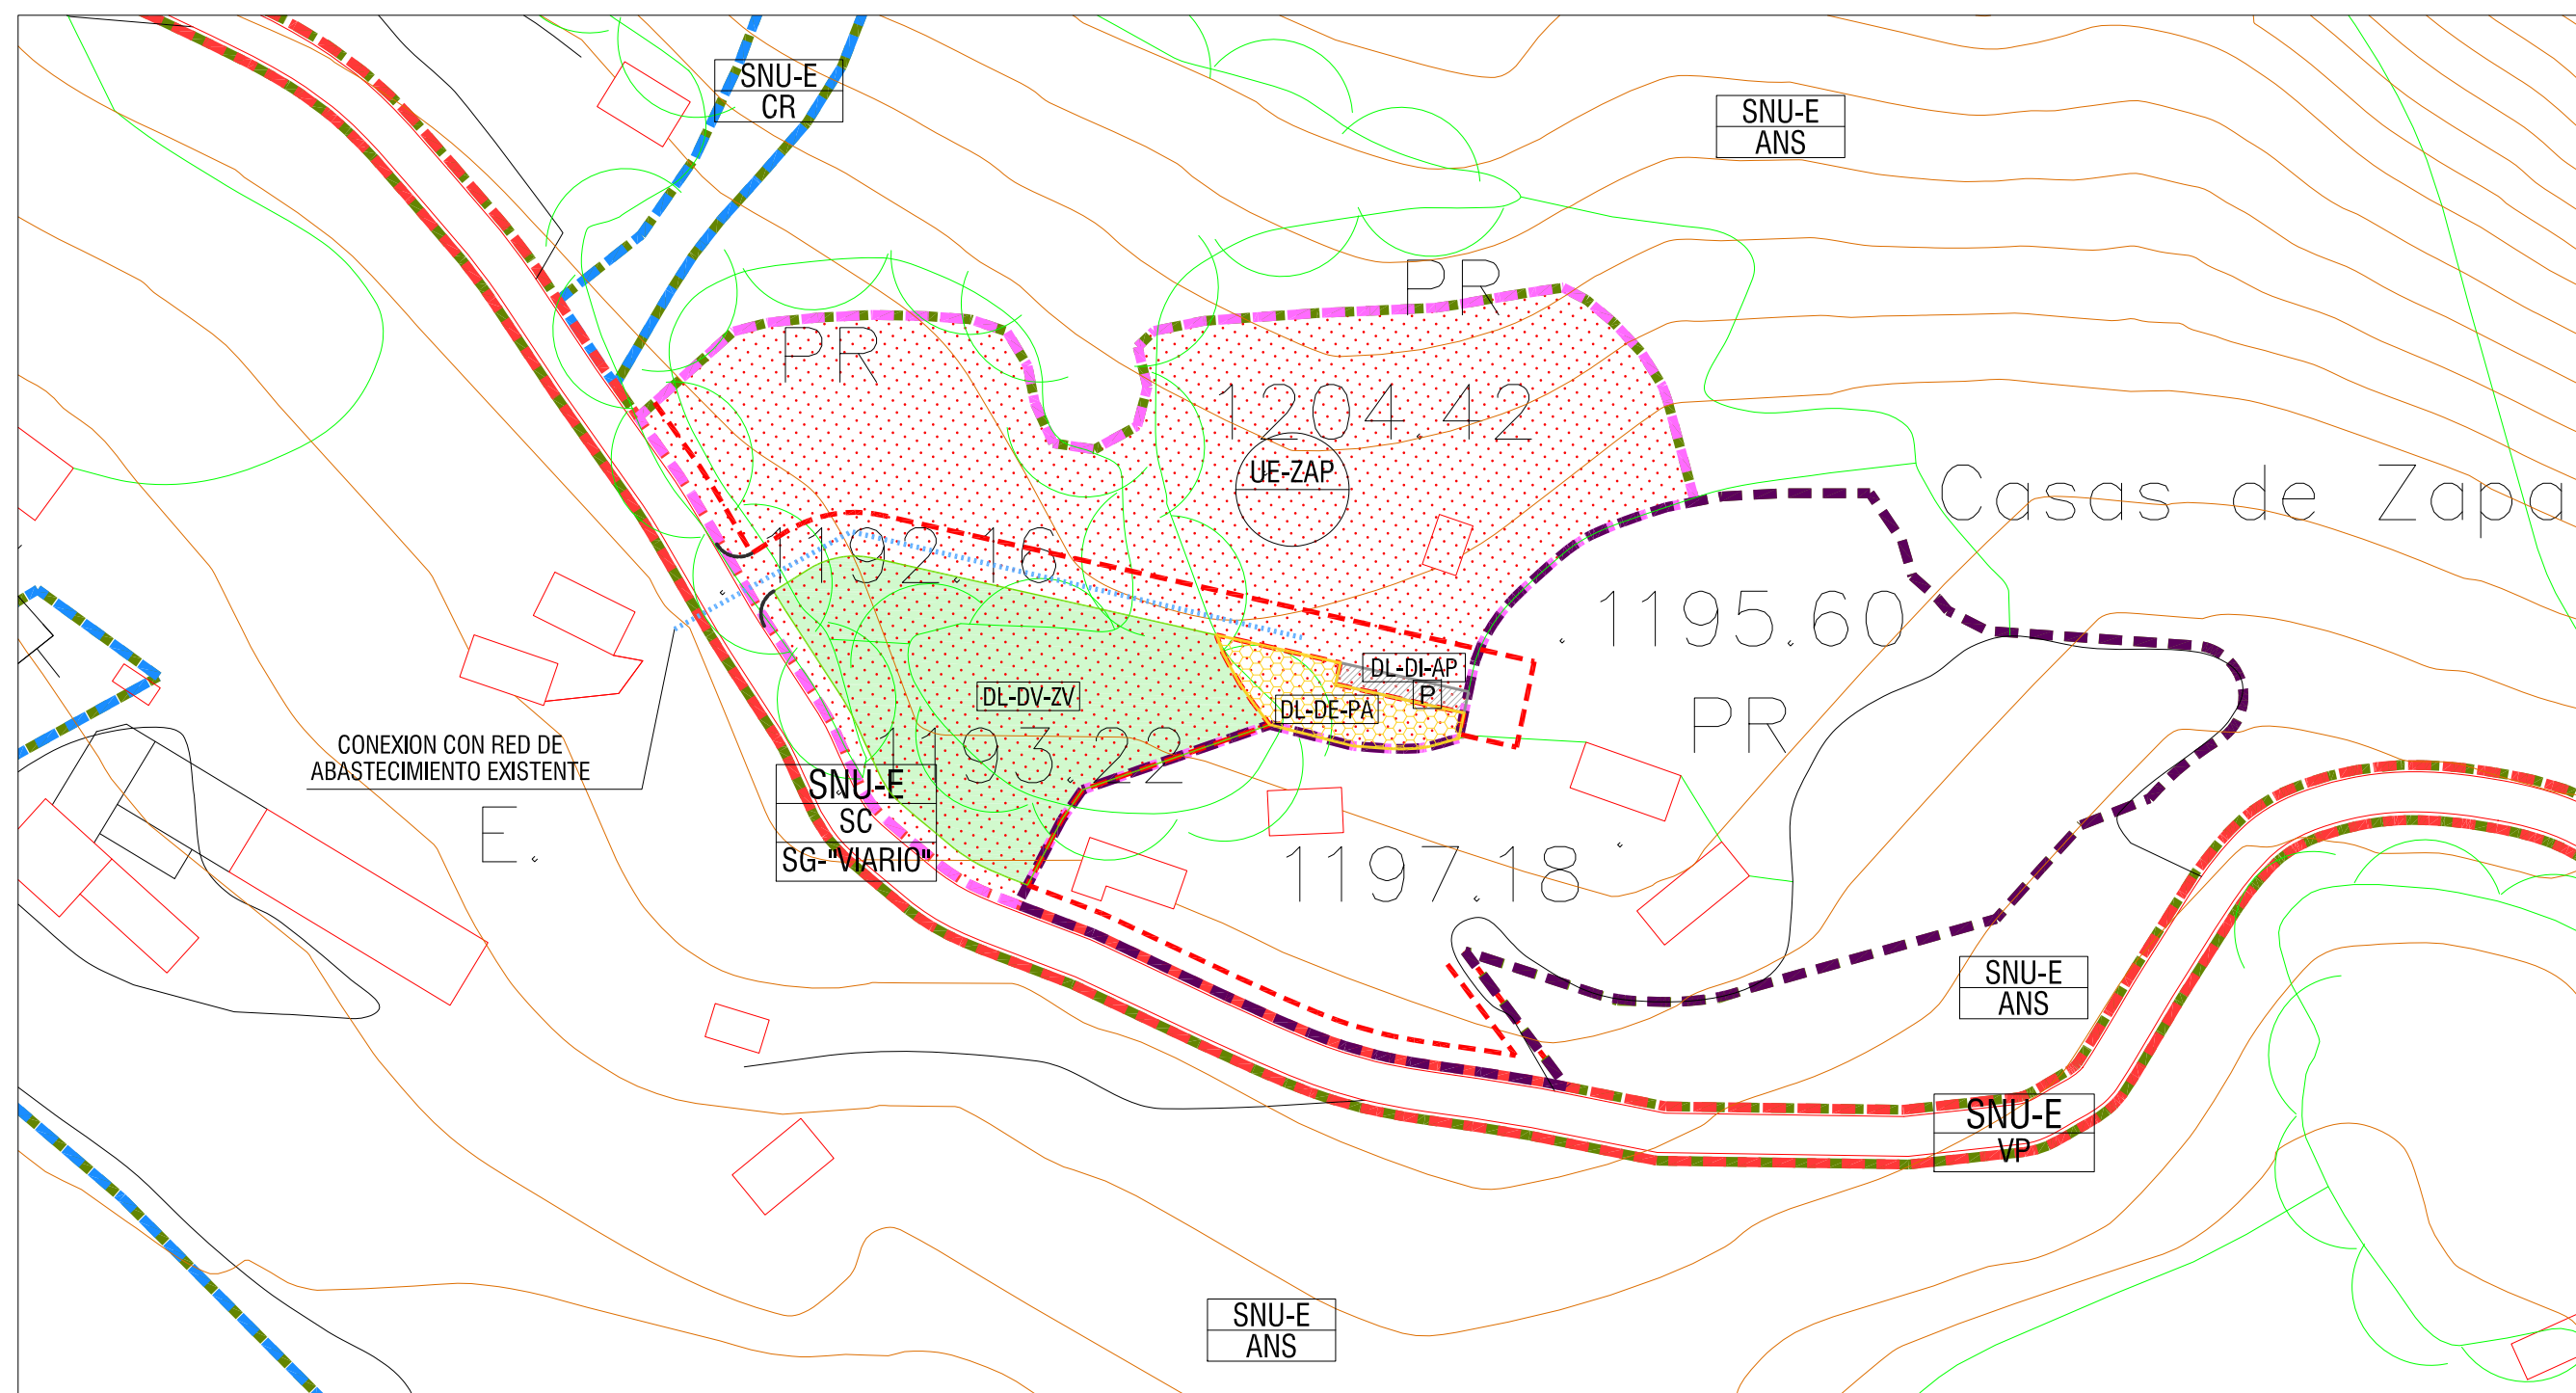 SNU-E
CR
SNU-E
ANS
PR
PR
1204.42
UE-ZAP
Casas de Zapa
1192.16
1195.60
DL-DI-AP
P
DL-DV-ZV
DL-DE-PA
PR
CONEXION CON RED DE
ABASTECIMIENTO EXISTENTE
1193.22
SNU-E
SC
SG-"VIARIO"
E.
1197.18
SNU-E
ANS
SNU-E
VP
SNU-E
ANS